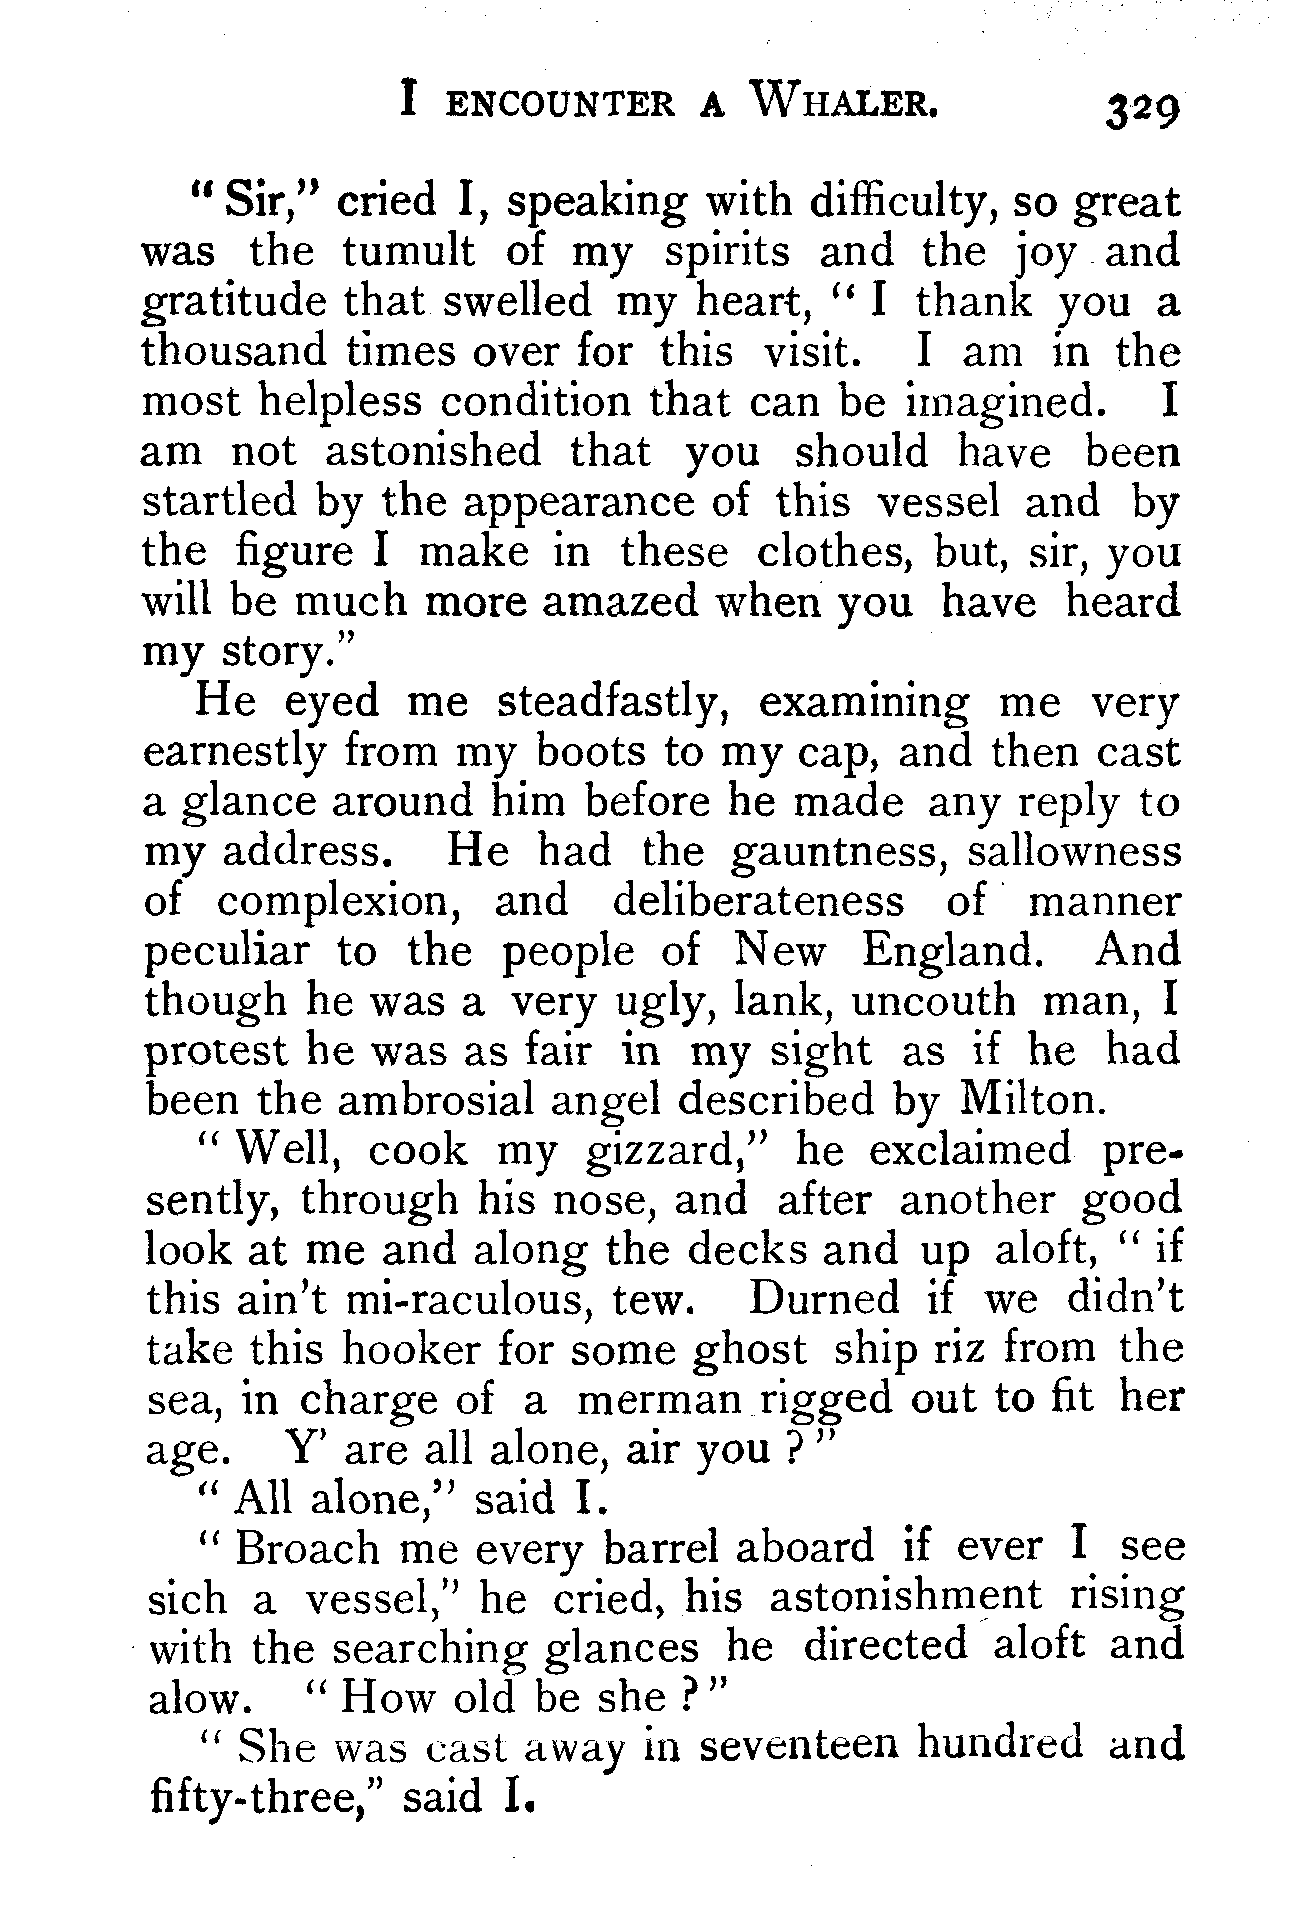 I ENCOUNTER A WHALER. 329
" Sir," cried I, speaking with difficulty, so great
was the tumult of my spirits and the joy and
gratitude that swelled my heart, " I thank you a
thousand times over for this visit. I am in the
most helpless condition that can be imagined. I
am not astonished that you should have been
startled by the appearance of this vessel and by
the figure I make in these clothes, but, sir, you
will be much more amazed when you have heard
my story."
He eyed me steadfastly, examining me very
earnestly from my boots to my cap, and then cast
a glance around him before he made any reply to
my address. He had the gauntness, sallowness
of complexion, and deliberateness of manner
peculiar to the people of New England. And
though he was a very ugly, lank, uncouth man, I
protest he was as fair in my sight as if he had
been the ambrosial angel described by Milton.
" Well, cook my gizzard," he exclaimed pre-
sently, through his nose, and after another good
look at me and along the decks and up aloft, " if
this ain't mi-raculous, tew. Durned if we didn't
take this hooker for some ghost ship riz from the
sea, in charge of a merman rigged out to fit her
age. Y' are all alone, air you ?"
" All alone," said I.
" Broach me every barrel aboard if ever I see
sich a vessel," he cried, his astonishment rising
with the searching glances he directed aloft and
alow. " How old be she ?"
" She was cast away in seventeen hundred and
fifty-three," said I.